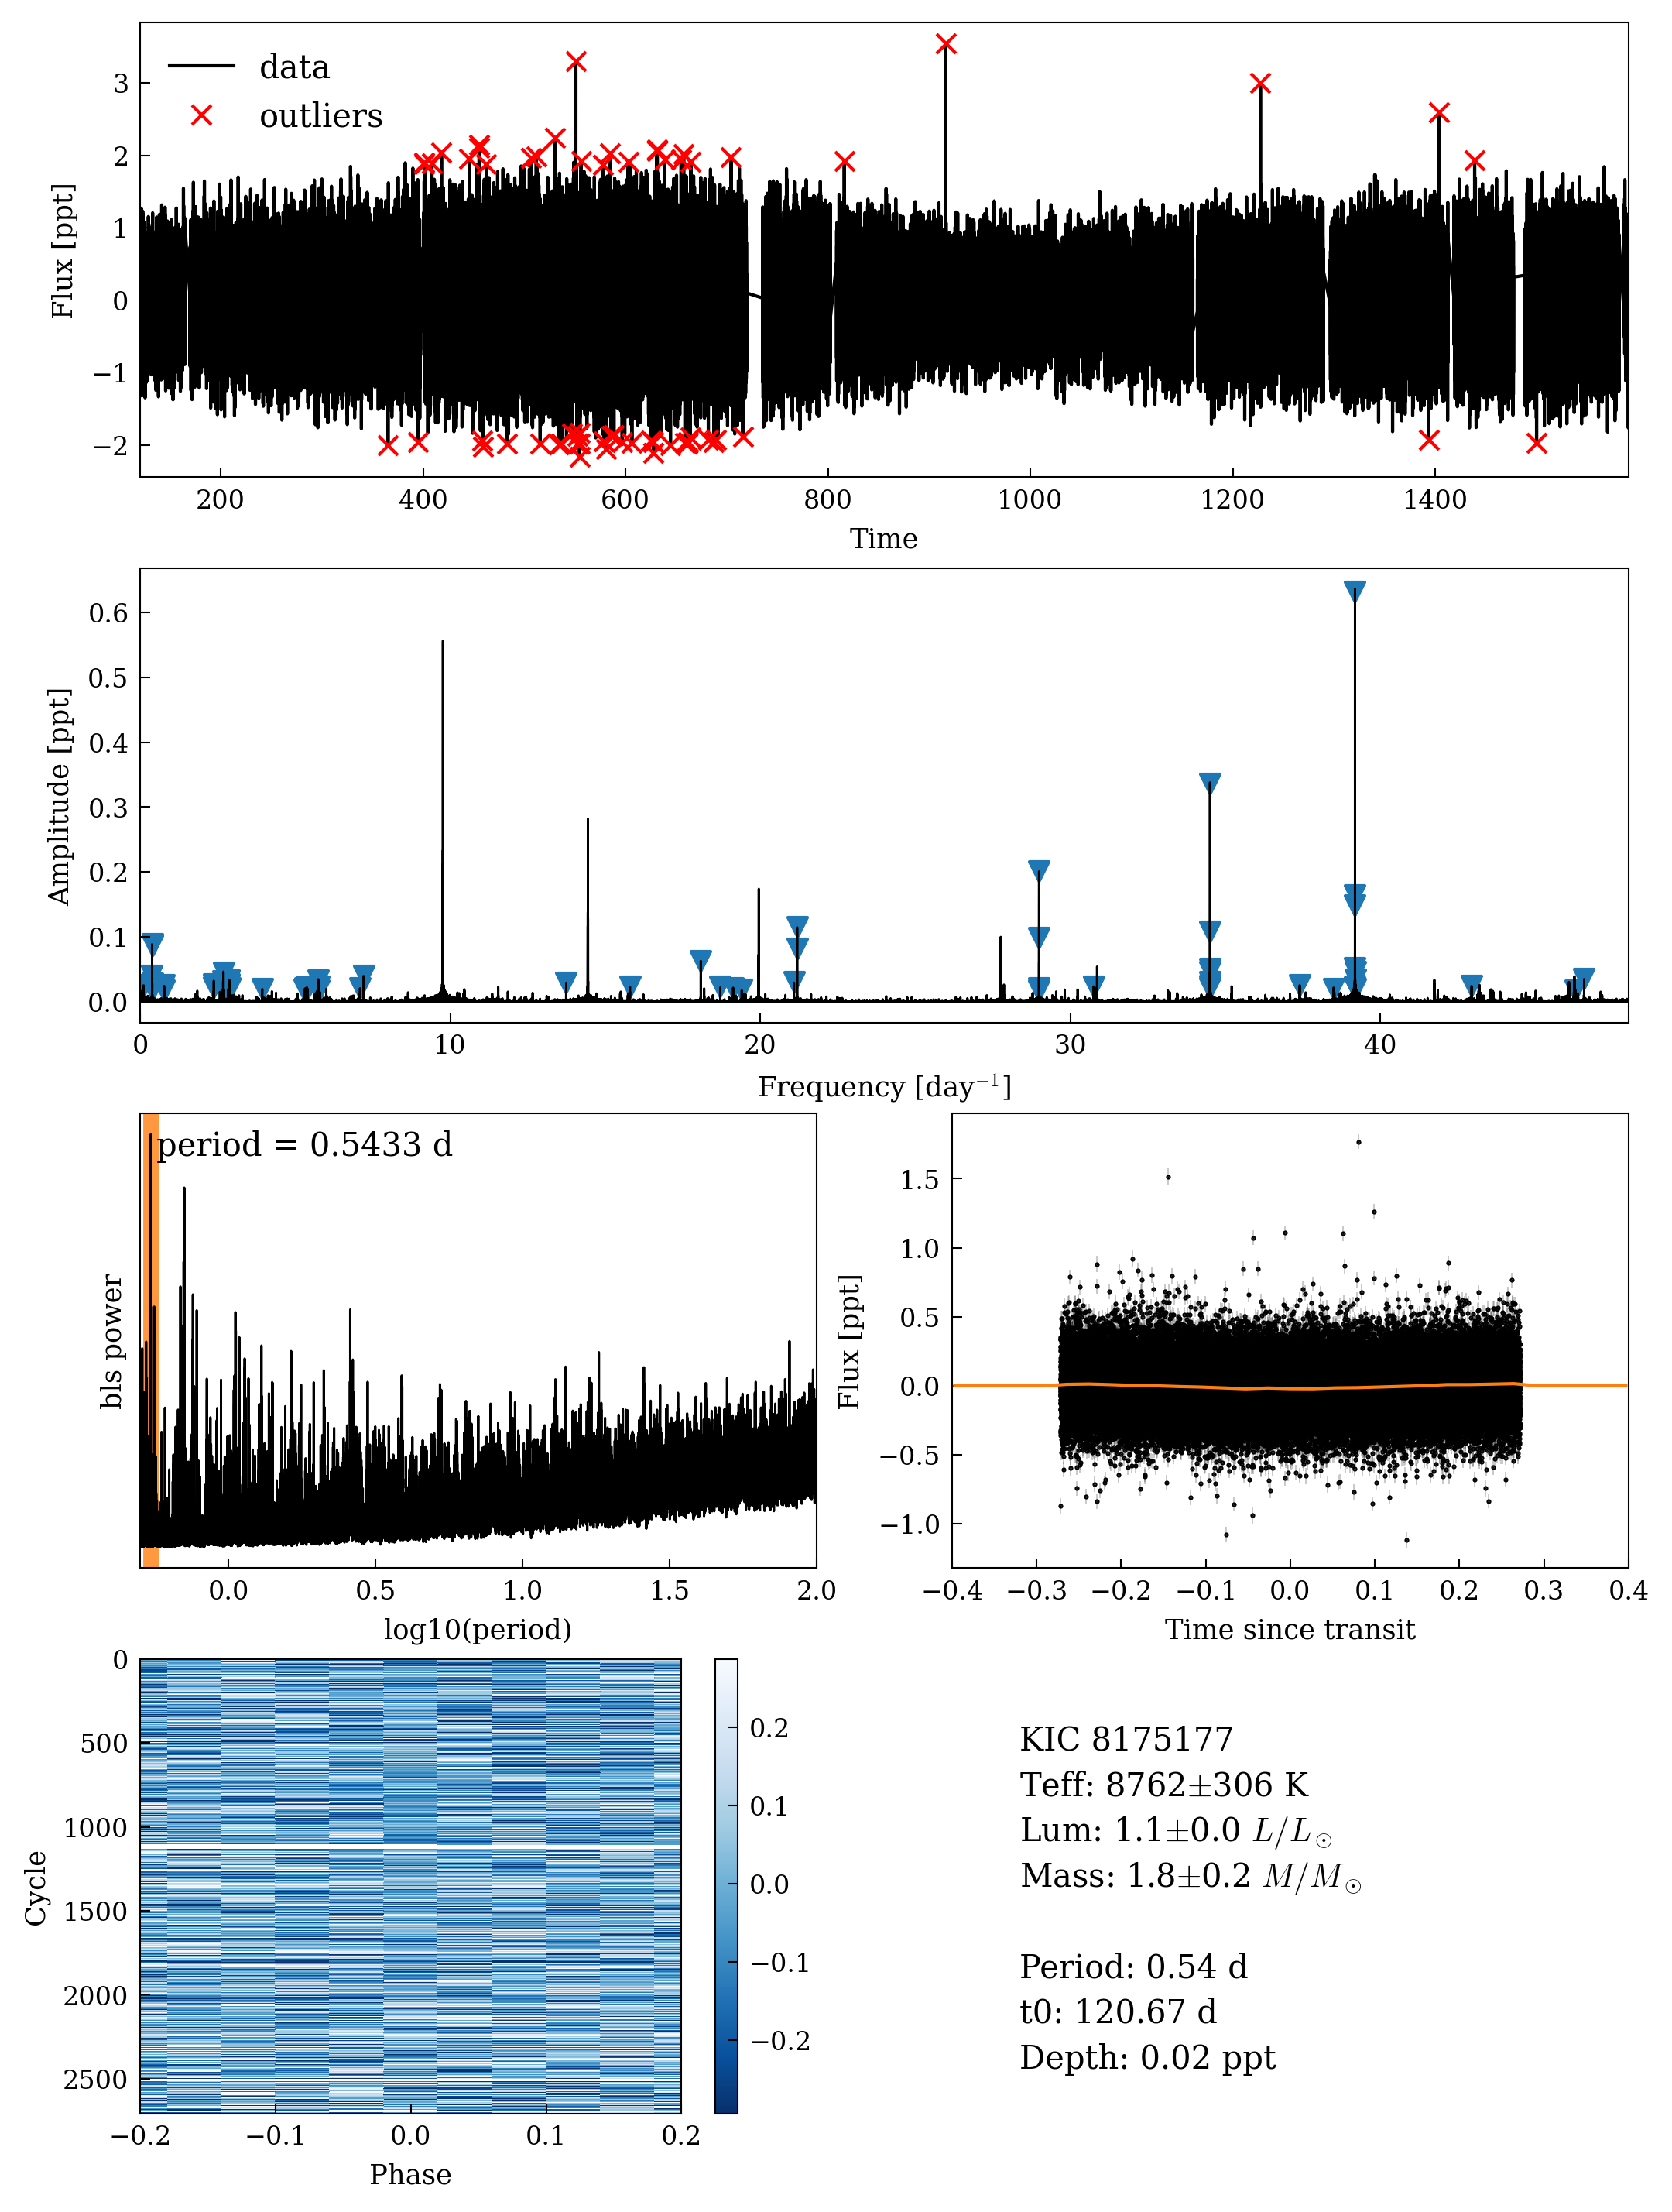 data
outliers
3
2
1
0
−1
−2
Flux [ppt]
200 400 600 800 1000 1200 1400
Time
0.6
0.5
0.4
0.3
0.2
0.1
0.0
Amplitude [ppt]
0 10 20 30 40
Frequency [day⁻¹]
period = 0.5433 d
bls power
0.0 0.5 1.0 1.5 2.0
log10(period)
1.5
1.0
0.5
0.0
−0.5
−1.0
Flux [ppt]
−0.4 −0.3 −0.2 −0.1 0.0 0.1 0.2 0.3 0.4
Time since transit
0
500
1000
1500
2000
2500
Cycle
−0.2 −0.1 0.0 0.1 0.2
Phase
0.2
0.1
0.0
−0.1
−0.2
KIC 8175177
Teff: 8762±306 K
Lum: 1.1±0.0 L/L⊙
Mass: 1.8±0.2 M/M⊙
Period: 0.54 d
t0: 120.67 d
Depth: 0.02 ppt